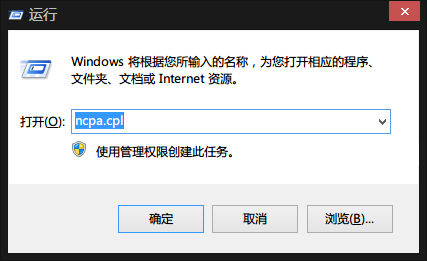 运行
Windows 将根据您所输入的名称，为您打开相应的程序、
文件夹、文档或 Internet 资源。
打开(O): ncpa.cpl
使用管理权限创建此任务。
确定 取消 浏览(B)...